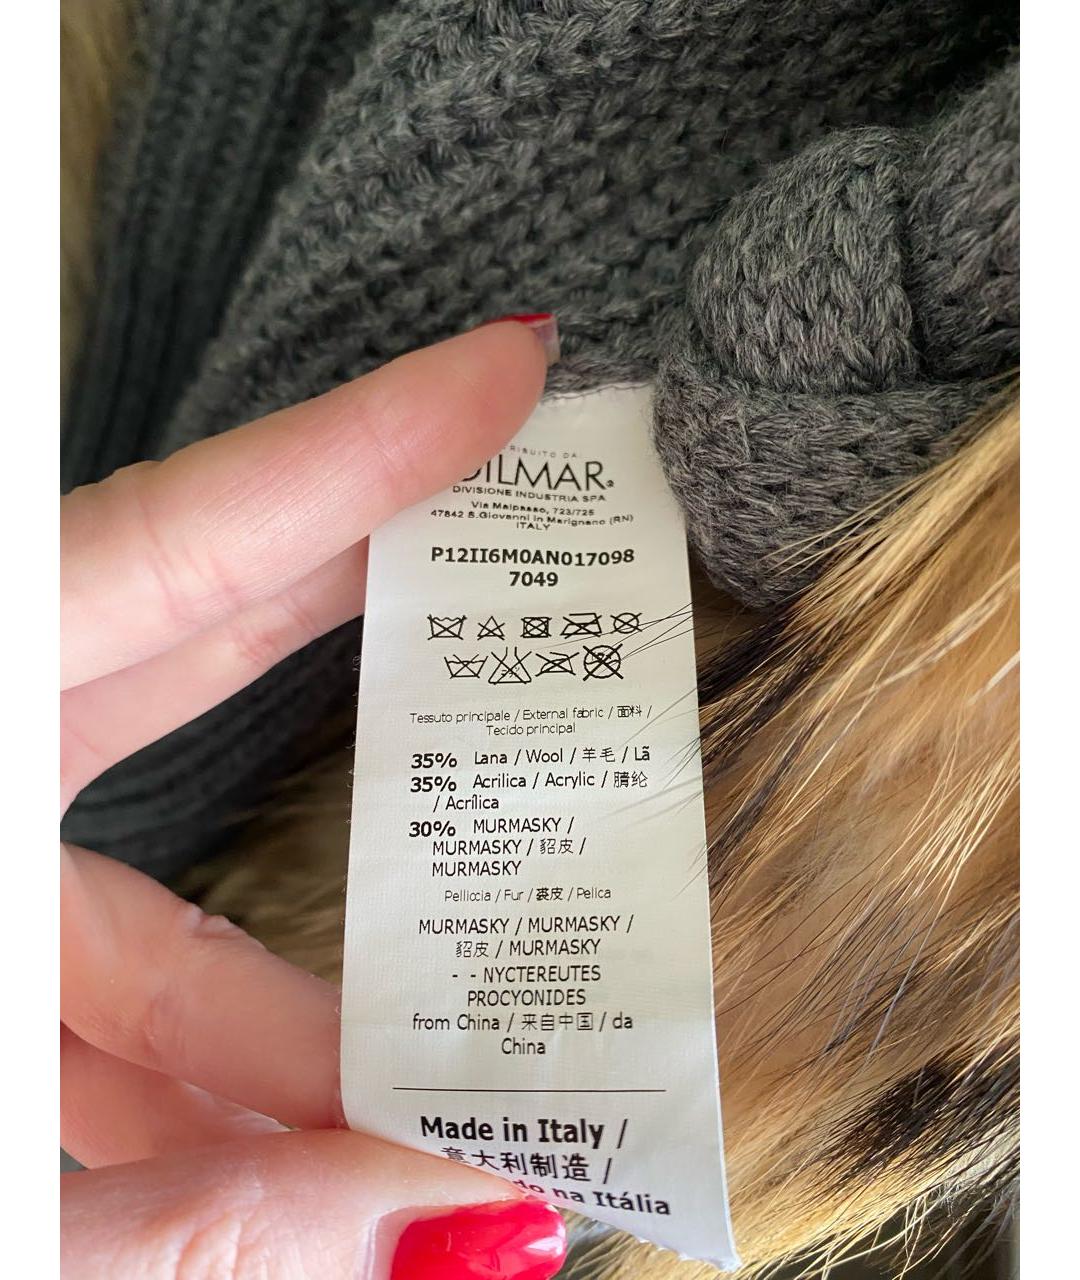 DIVISIONE INDUSTRIA SPA
Via Malpasso, 723/725
47842 S.Giovanni in Marignano (RN)
ITALY
P12II6M0AN017098
7049
Tessuto principale / External fabric / 面料 /
Tecido principal
35% Lana / Wool / 羊毛 / Lã
35% Acrilica / Acrylic / 腈纶
/ Acrílica
30% MURMASKY /
MURMASKY / 貂皮 /
MURMASKY
Pelliccia / Fur / 裘皮 / Pelica
MURMASKY / MURMASKY /
貂皮 / MURMASKY
- - NYCTEREUTES
PROCYONIDES
from China / 来自中国 / da
China
Made in Italy /
意大利制造 /
na Itália